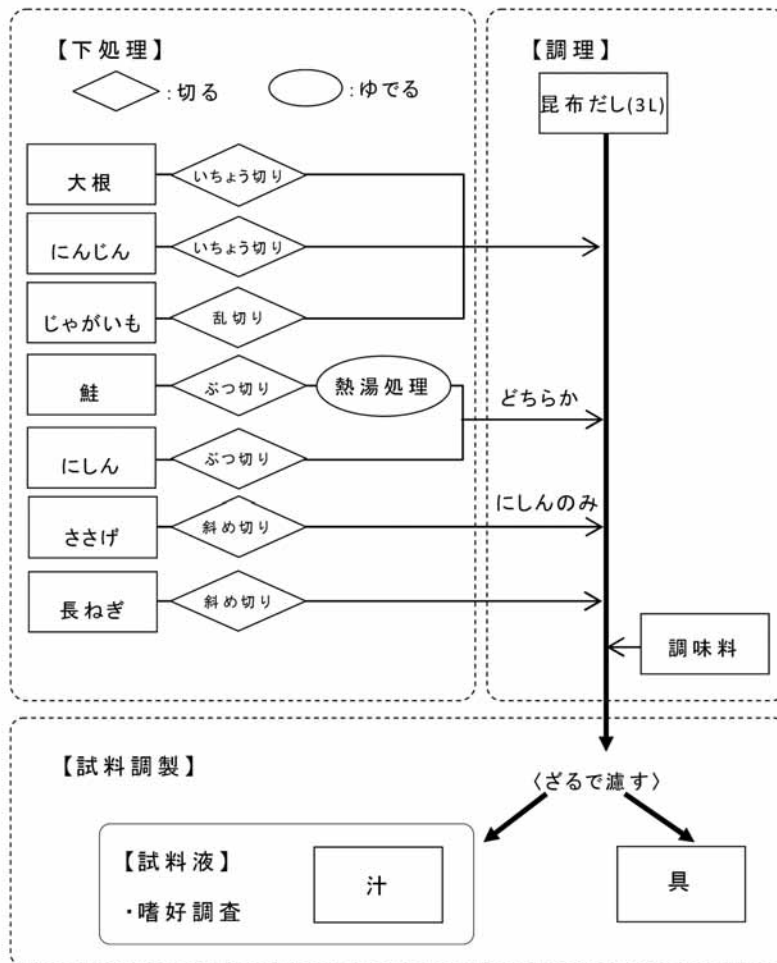 【下処理】
:切る
:ゆでる
大根
いちょう切り
にんじん
いちょう切り
じゃがいも
乱切り
鮭
ぶつ切り
熱湯処理
にしん
ぶつ切り
ささげ
斜め切り
長ねぎ
斜め切り
【調理】
昆布だし(3L)
どちらか
にしんのみ
調味料
【試料調製】
〈ざるで濾す〉
【試料液】
・嗜好調査
汁
具